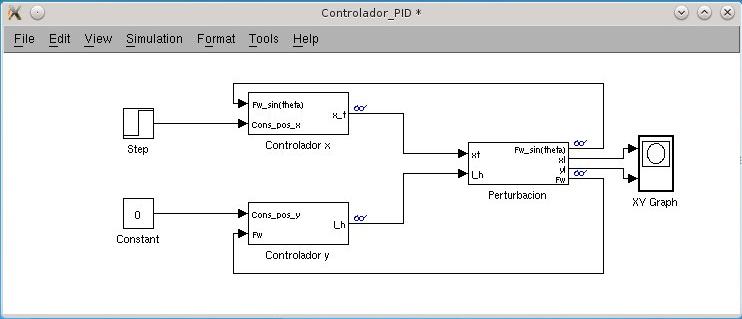 Controlador_PID *
File Edit View Simulation Format Tools Help
Fw_sin(theta)
Cons_pos_x
x_t
Controlador x
Step
xt
l_h
Fw_sin(theta)
xl
yl
Fw
Perturbacion
XY Graph
0
Constant
Cons_pos_y
Fw
l_h
Controlador y